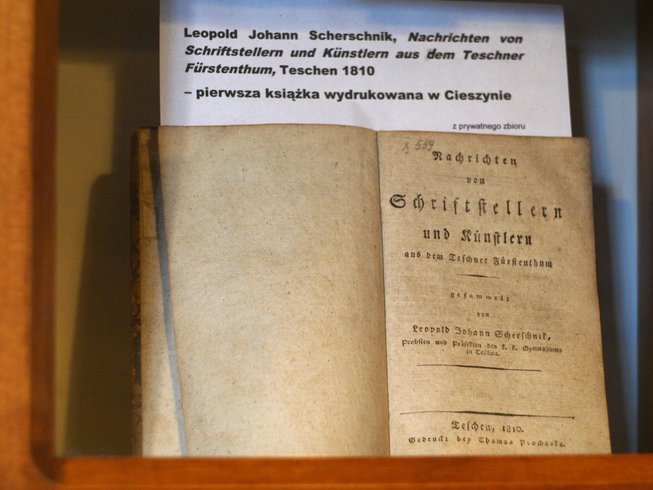 Leopold Johann Scherschnik, Nachrichten von
Schriftstellern und Künstlern aus dem Teschner
Fürstenthum, Teschen 1810
– pierwsza książka wydrukowana w Cieszynie
z prywatnego zbioru
559
Nachrichten
von
Schriftstellern
und Künstlern
aus dem Teschner Fürstenthum
gesammelt
von
Leopold Johann Scherschnik,
Probsten und Präfekten des k. k. Gymnasiums
in Teschen.
Teschen, 1810.
Gedruckt bey Thomas Prochaska.